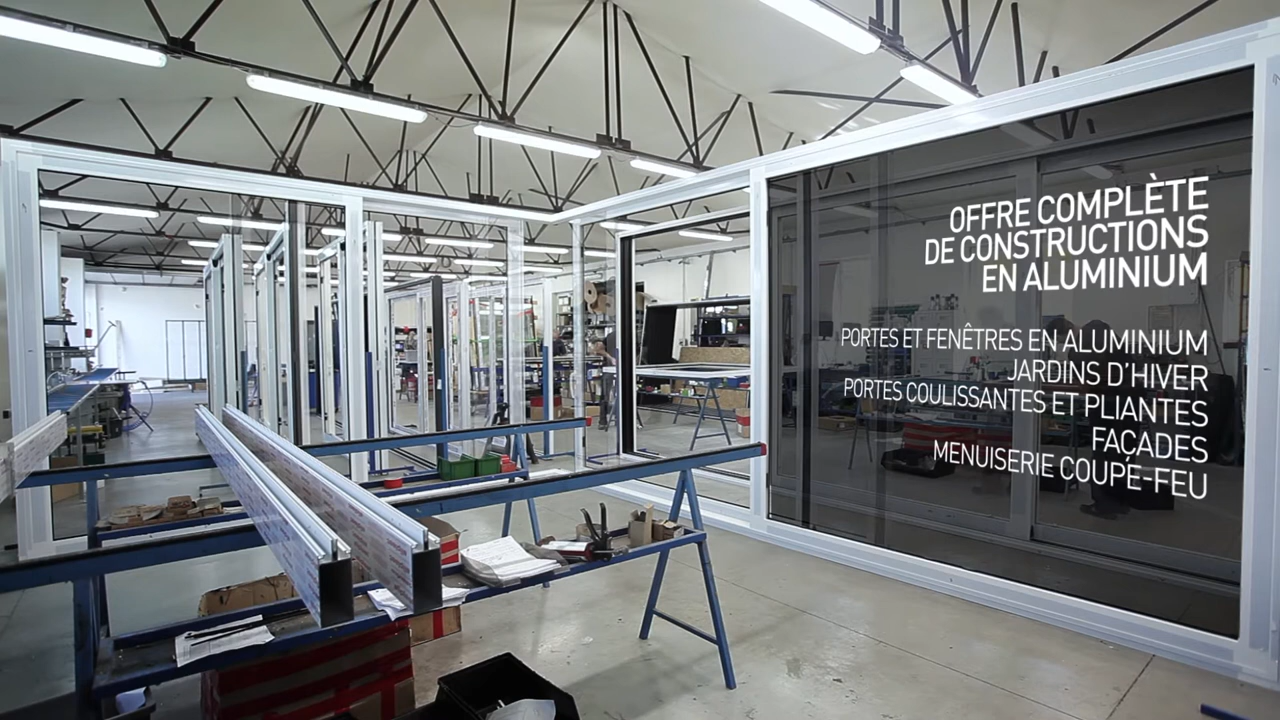 OFFRE COMPLÈTE
DE CONSTRUCTIONS
EN ALUMINIUM
PORTES ET FENÊTRES EN ALUMINIUM
JARDINS D'HIVER
PORTES COULISSANTES ET PLIANTES
FAÇADES
MENUISERIE COUPÉ-FEU